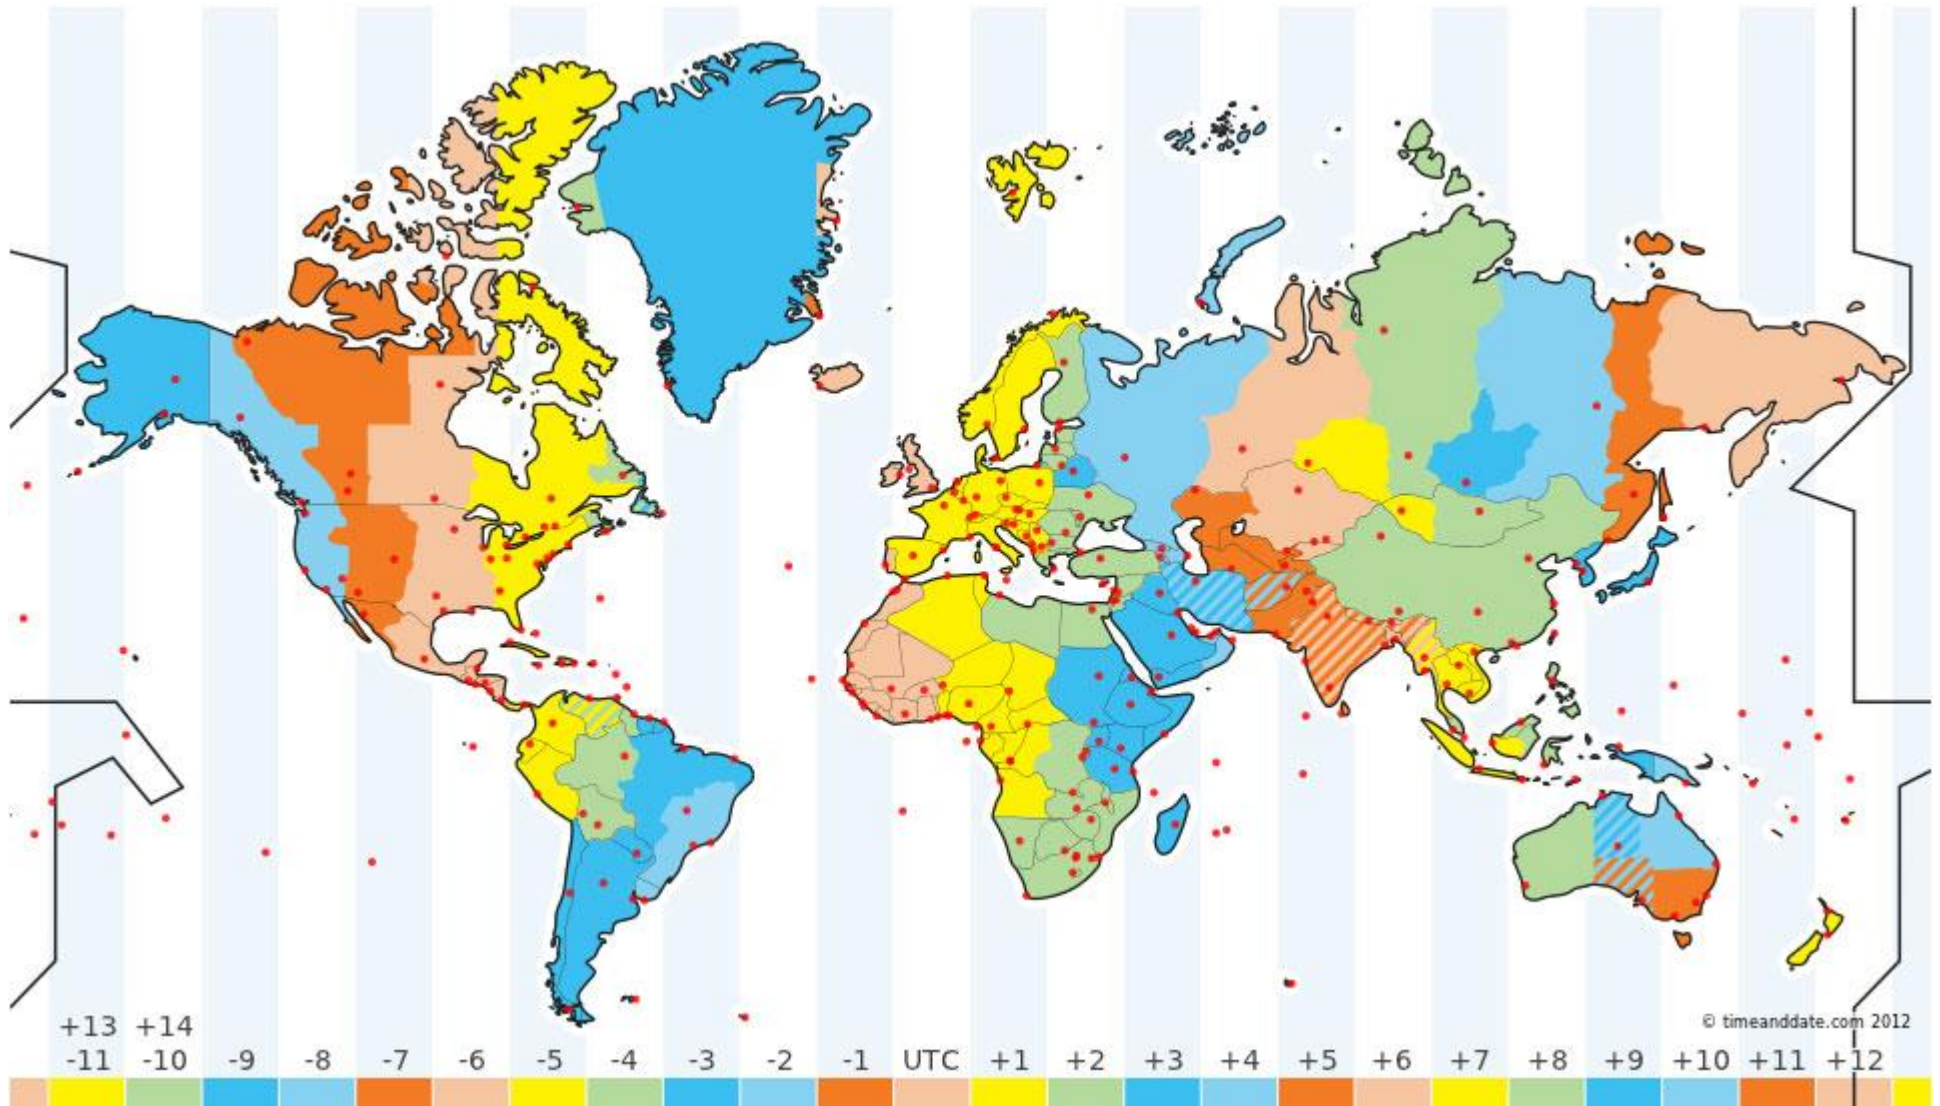 © timeanddate.com 2012
+13 +14
-11 -10 -9 -8 -7 -6 -5 -4 -3 -2 -1 UTC +1 +2 +3 +4 +5 +6 +7 +8 +9 +10 +11 +12